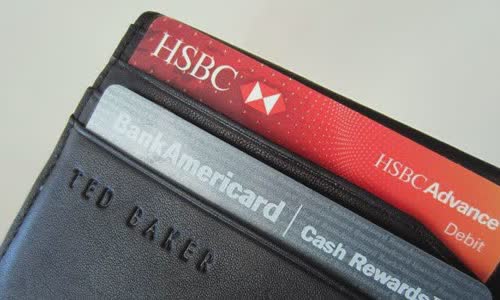 HSBC
HSBC Advance
Debit
BankAmericard | Cash Rewards
TED BAKER